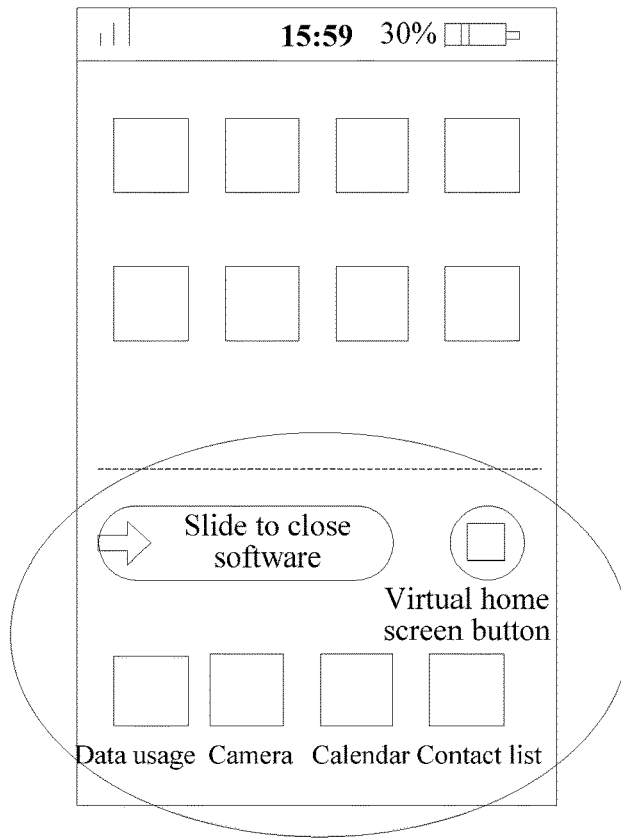 15:59 30%
Slide to close
software
Virtual home
screen button
Data usage Camera Calendar Contact list